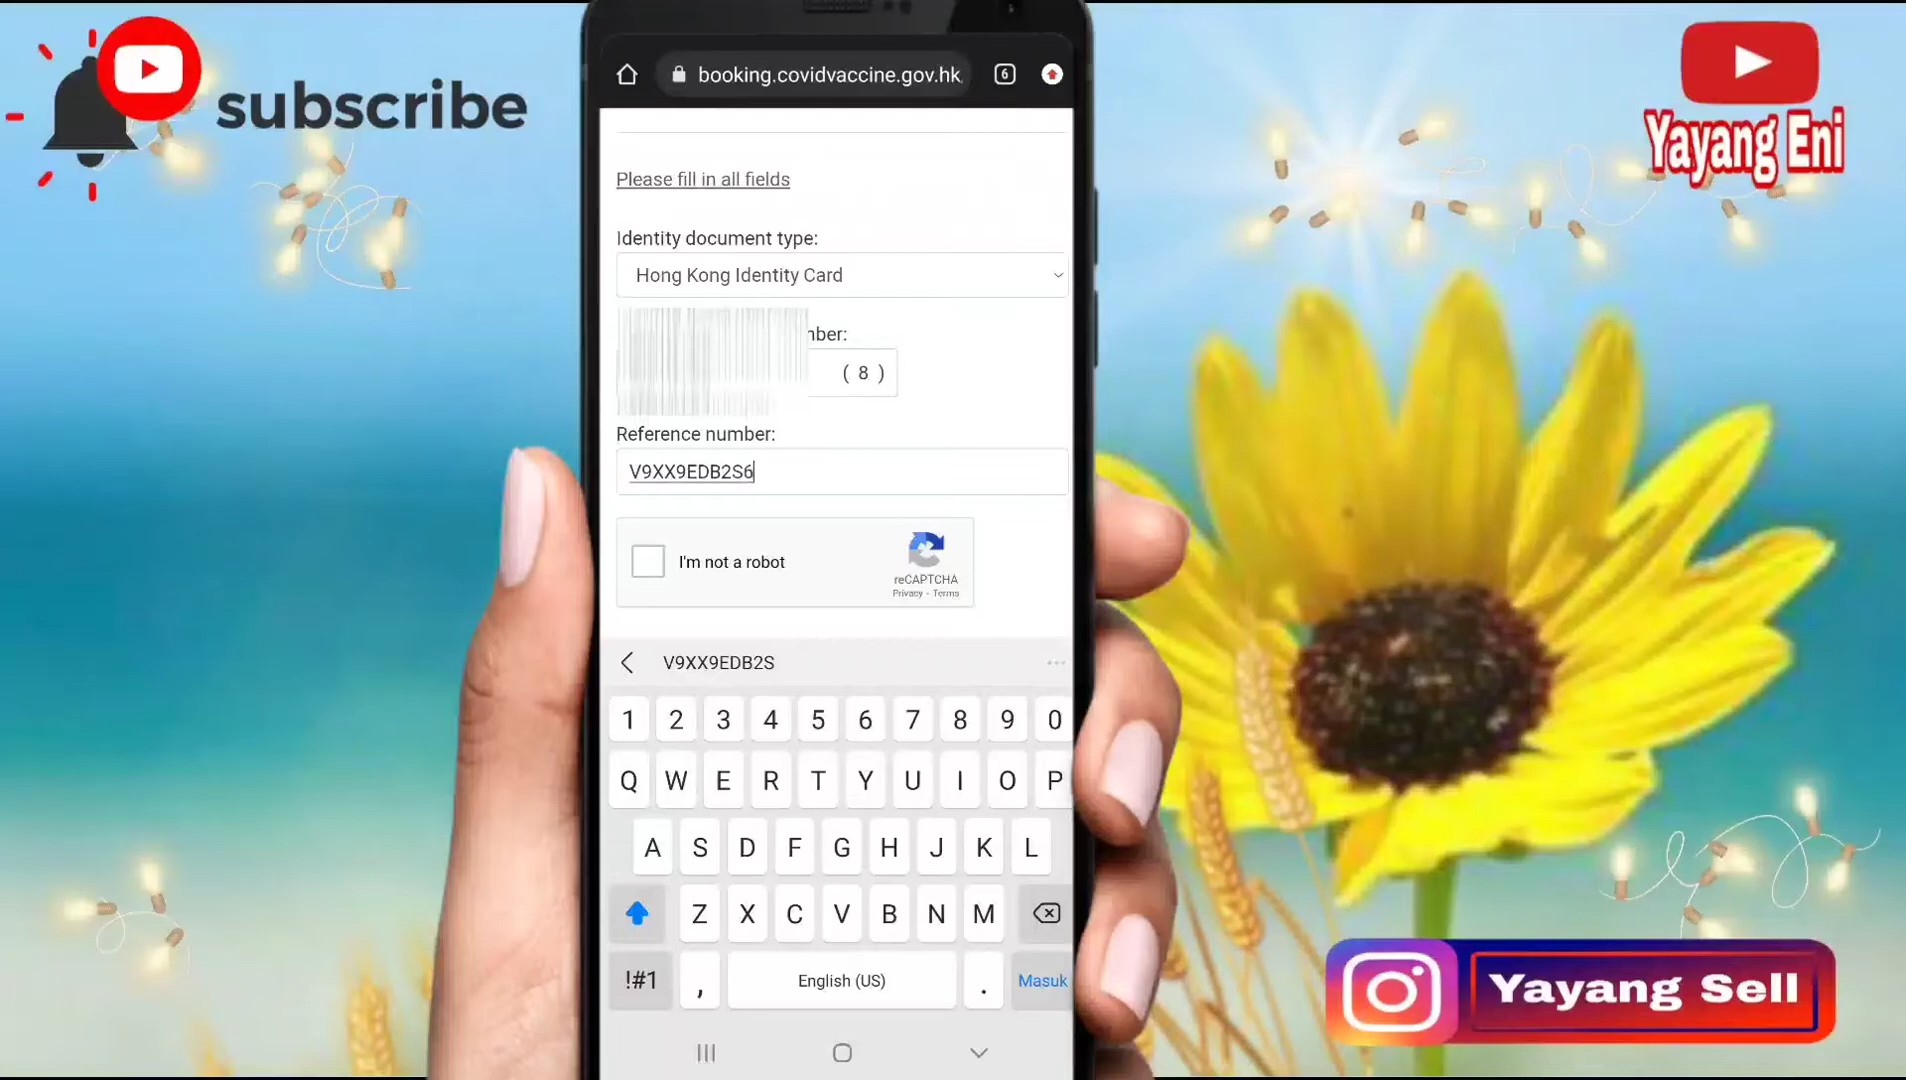 subscribe
Yayang Eni
booking.covidvaccine.gov.hk
6
Please fill in all fields
Identity document type:
Hong Kong Identity Card
mber:
( 8 )
Reference number:
V9XX9EDB2S6
I'm not a robot
reCAPTCHA
Privacy - Terms
V9XX9EDB2S
1 2 3 4 5 6 7 8 9 0
Q W E R T Y U I O P
A S D F G H J K L
Z X C V B N M
!#1 , English (US) . Masuk
Yayang Sell